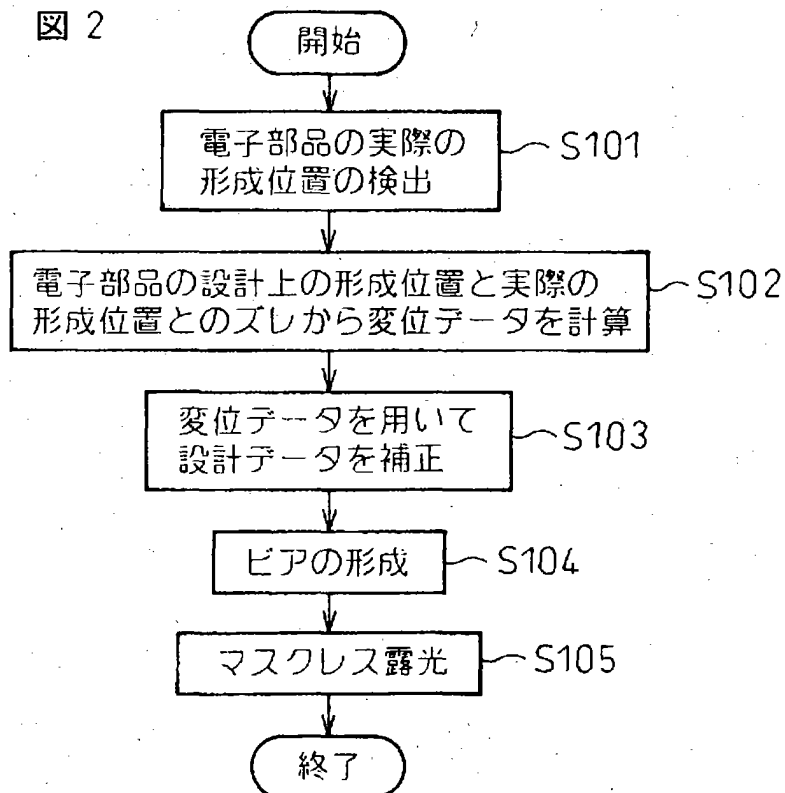 図 2
開始
電子部品の実際の
形成位置の検出
S101
電子部品の設計上の形成位置と実際の
形成位置とのズレから変位データを計算
S102
変位データを用いて
設計データを補正
S103
ビアの形成
S104
マスクレス露光
S105
終了